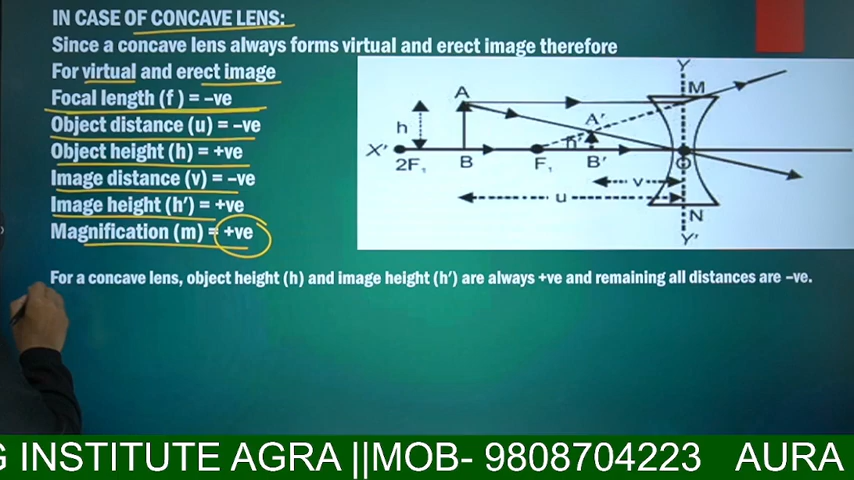 IN CASE OF CONCAVE LENS:
Since a concave lens always forms virtual and erect image therefore
For virtual and erect image
Focal length (f ) = –ve
Object distance (u) = –ve
Object height (h) = +ve
Image distance (v) = –ve
Image height (h′) = +ve
Magnification (m) = +ve
Y
M
A
A′
h
h′
X′
2F₁
B
F₁
B′
O
v
u
N
Y′
For a concave lens, object height (h) and image height (h′) are always +ve and remaining all distances are –ve.
G INSTITUTE AGRA ||MOB- 9808704223 AURA